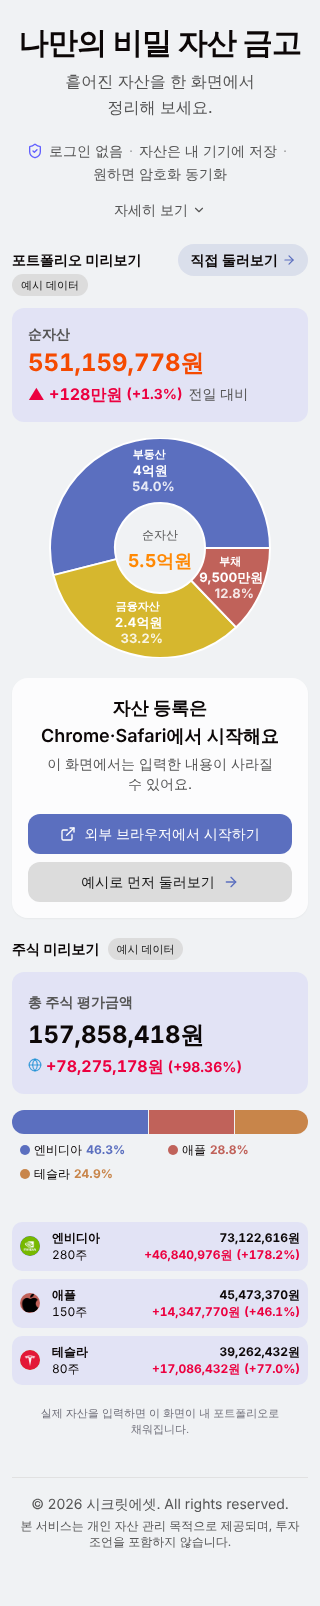 나만의 비밀 자산 금고
흩어진 자산을 한 화면에서
정리해 보세요.
로그인 없음 · 자산은 내 기기에 저장 ·
원하면 암호화 동기화
자세히 보기
포트폴리오 미리보기
직접 둘러보기
예시 데이터
순자산
551,159,778원
▲ +128만원 (+1.3%) 전일 대비
부동산
4억원
54.0%
순자산
5.5억원
부채
9,500만원
12.8%
금융자산
2.4억원
33.2%
자산 등록은
Chrome·Safari에서 시작해요
이 화면에서는 입력한 내용이 사라질
수 있어요.
외부 브라우저에서 시작하기
예시로 먼저 둘러보기
주식 미리보기 예시 데이터
총 주식 평가금액
157,858,418원
+78,275,178원 (+98.36%)
엔비디아 46.3% 애플 28.8%
테슬라 24.9%
엔비디아 73,122,616원
280주 +46,840,976원 (+178.2%)
애플 45,473,370원
150주 +14,347,770원 (+46.1%)
테슬라 39,262,432원
80주 +17,086,432원 (+77.0%)
실제 자산을 입력하면 이 화면이 내 포트폴리오로
채워집니다.
© 2026 시크릿에셋. All rights reserved.
본 서비스는 개인 자산 관리 목적으로 제공되며, 투자
조언을 포함하지 않습니다.